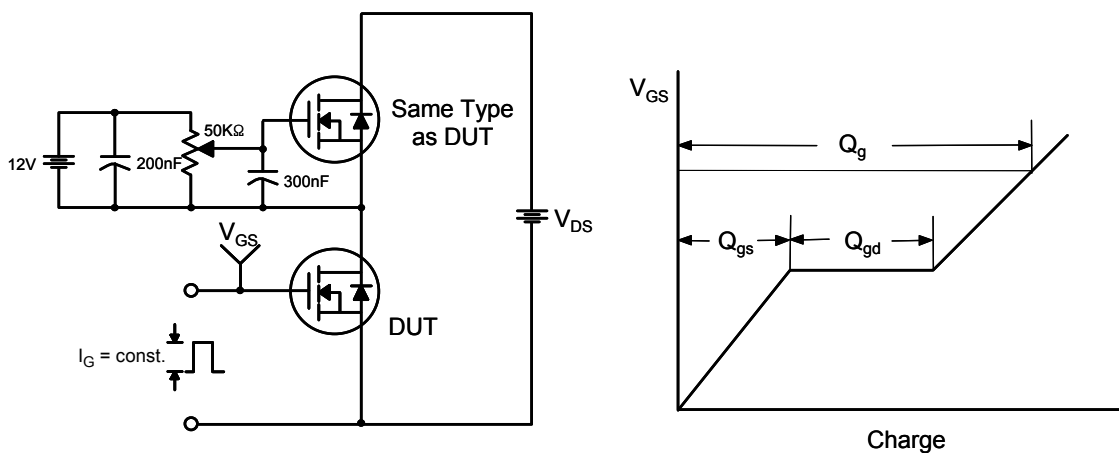 Same Type
as DUT
50KΩ
12V
200nF
300nF
V_GS
V_DS
DUT
I_G = const.
V_GS
Q_g
Q_gs
Q_gd
Charge